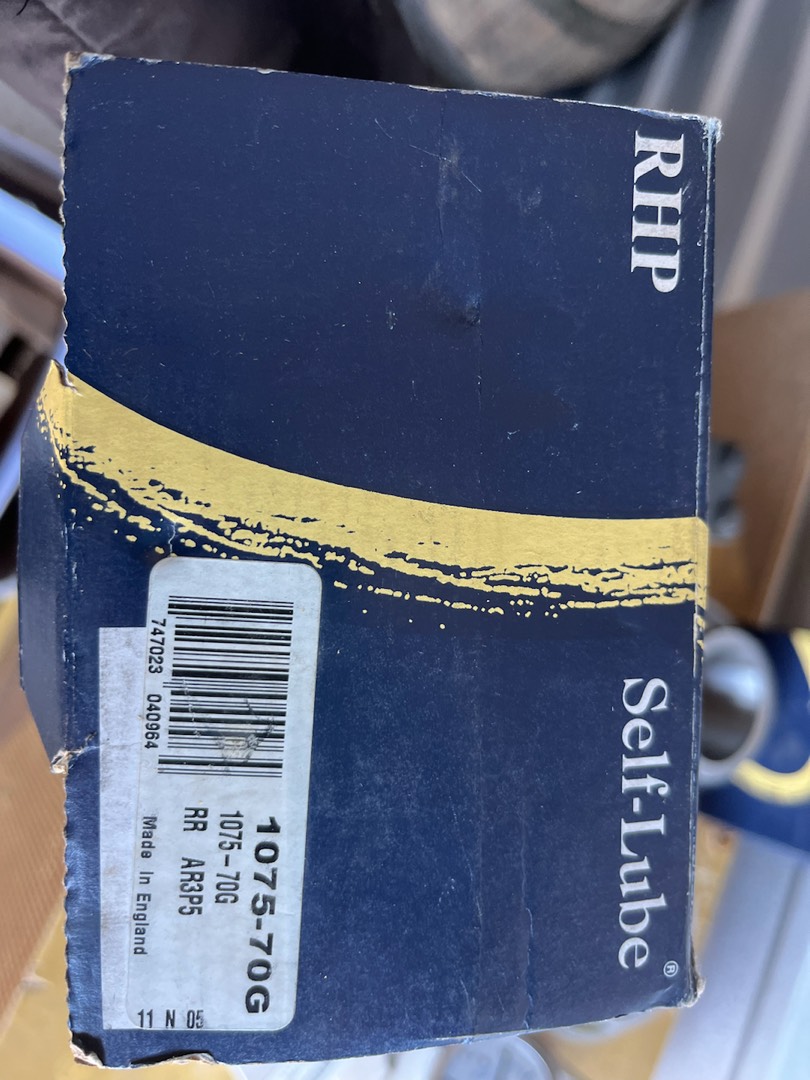 RHP
Self-Lube®
747023 040964
1075-70G
1075-70G
RR AR3P5
Made In England
11 N 05